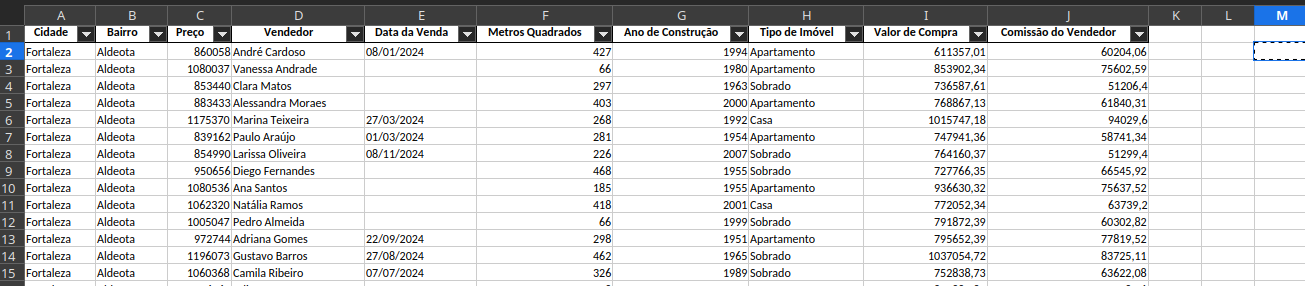 A B C D E F G H I J K L M
1 Cidade Bairro Preço Vendedor Data da Venda Metros Quadrados Ano de Construção Tipo de Imóvel Valor de Compra Comissão do Vendedor
2 Fortaleza Aldeota 860058 André Cardoso 08/01/2024 427 1994 Apartamento 611357,01 60204,06
3 Fortaleza Aldeota 1080037 Vanessa Andrade 66 1980 Apartamento 853902,34 75602,59
4 Fortaleza Aldeota 853440 Clara Matos 297 1963 Sobrado 736587,61 51206,4
5 Fortaleza Aldeota 883433 Alessandra Moraes 403 2000 Apartamento 768867,13 61840,31
6 Fortaleza Aldeota 1175370 Marina Teixeira 27/03/2024 268 1992 Casa 1015747,18 94029,6
7 Fortaleza Aldeota 839162 Paulo Araújo 01/03/2024 281 1954 Apartamento 747941,36 58741,34
8 Fortaleza Aldeota 854990 Larissa Oliveira 08/11/2024 226 2007 Sobrado 764160,37 51299,4
9 Fortaleza Aldeota 950656 Diego Fernandes 468 1955 Sobrado 727766,35 66545,92
10 Fortaleza Aldeota 1080536 Ana Santos 185 1955 Apartamento 936630,32 75637,52
11 Fortaleza Aldeota 1062320 Natália Ramos 418 2001 Casa 772052,34 63739,2
12 Fortaleza Aldeota 1005047 Pedro Almeida 66 1999 Sobrado 791872,39 60302,82
13 Fortaleza Aldeota 972744 Adriana Gomes 22/09/2024 298 1951 Apartamento 795652,39 77819,52
14 Fortaleza Aldeota 1196073 Gustavo Barros 27/08/2024 462 1965 Sobrado 1037054,72 83725,11
15 Fortaleza Aldeota 1060368 Camila Ribeiro 07/07/2024 326 1989 Sobrado 752838,73 63622,08